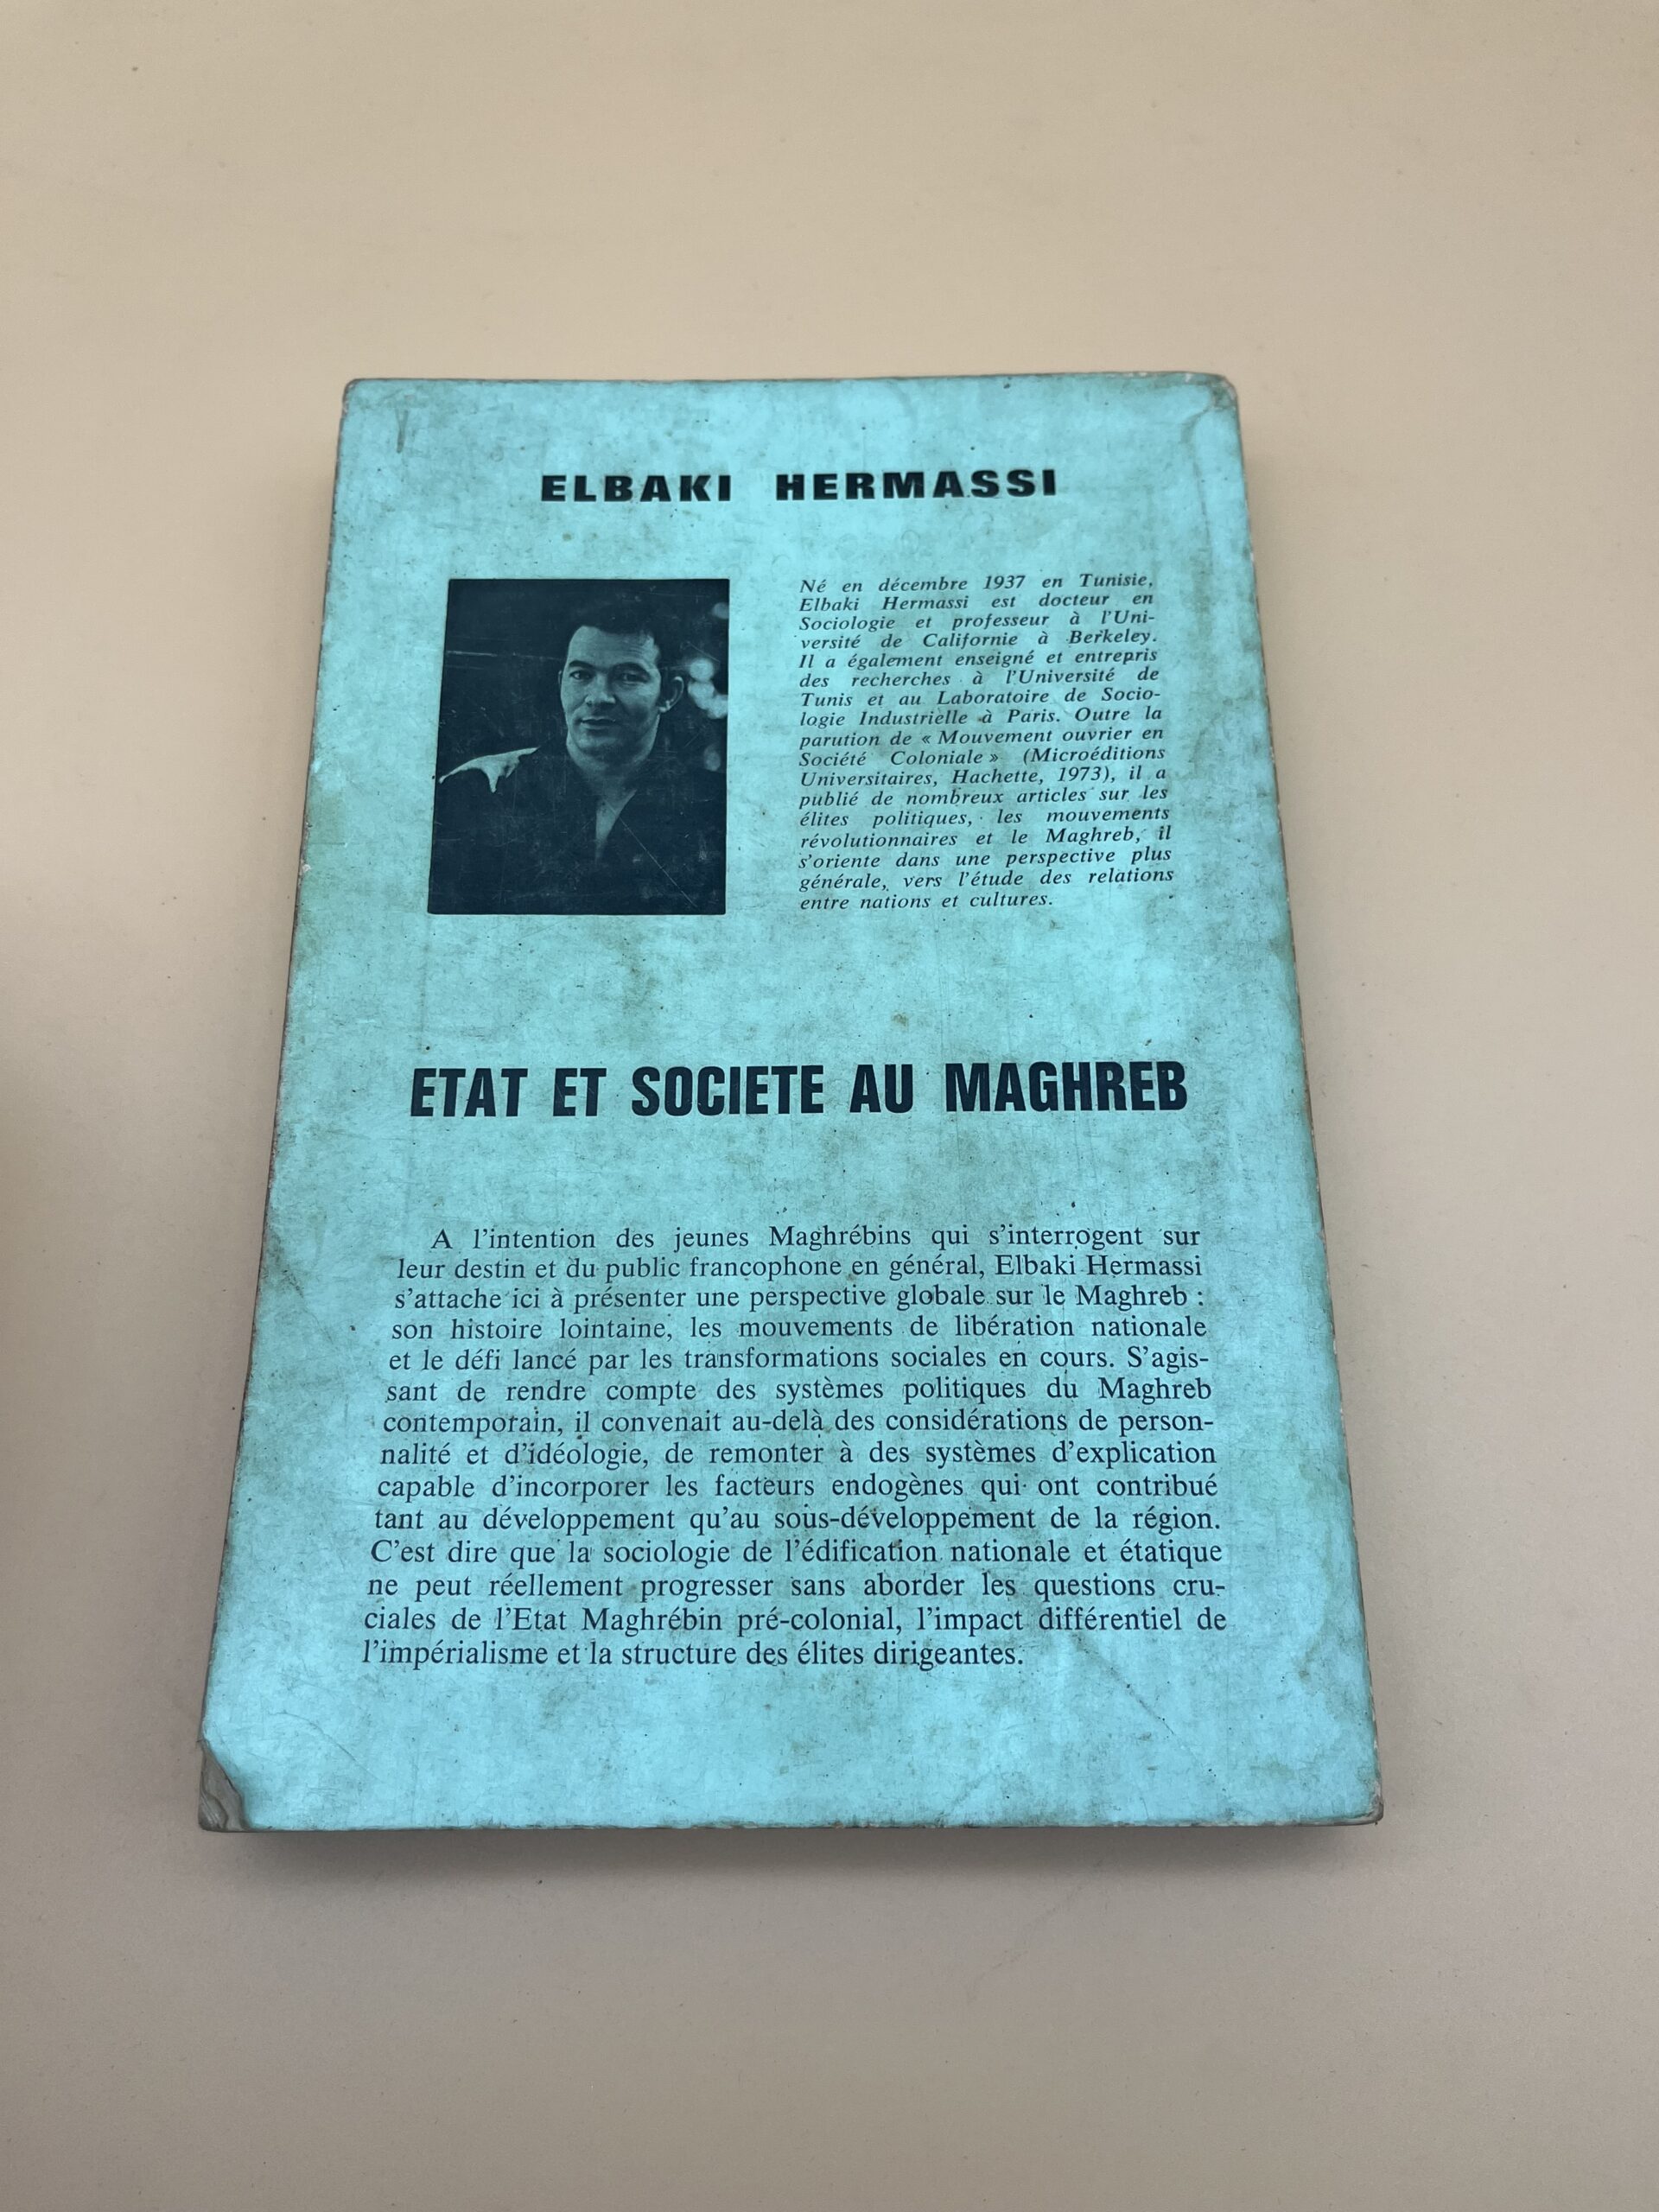 ELBAKI HERMASSI
Né en décembre 1937 en Tunisie,
Elbaki Hermassi est docteur en
Sociologie et professeur à l'Uni-
versité de Californie à Berkeley.
Il a également enseigné et entrepris
des recherches à l'Université de
Tunis et au Laboratoire de Socio-
logie Industrielle à Paris. Outre la
parution de « Mouvement ouvrier en
Société Coloniale » (Microéditions
Universitaires, Hachette, 1973), il a
publié de nombreux articles sur les
élites politiques, les mouvements
révolutionnaires et le Maghreb, il
s'oriente dans une perspective plus
générale, vers l'étude des relations
entre nations et cultures.
ETAT ET SOCIETE AU MAGHREB
A l'intention des jeunes Maghrébins qui s'interrogent sur
leur destin et du public francophone en général, Elbaki Hermassi
s'attache ici à présenter une perspective globale sur le Maghreb :
son histoire lointaine, les mouvements de libération nationale
et le défi lancé par les transformations sociales en cours. S'agis-
sant de rendre compte des systèmes politiques du Maghreb
contemporain, il convenait au-delà des considérations de person-
nalité et d'idéologie, de remonter à des systèmes d'explication
capable d'incorporer les facteurs endogènes qui ont contribué
tant au développement qu'au sous-développement de la région.
C'est dire que la sociologie de l'édification nationale et étatique
ne peut réellement progresser sans aborder les questions cru-
ciales de l'Etat Maghrébin pré-colonial, l'impact différentiel de
l'impérialisme et la structure des élites dirigeantes.